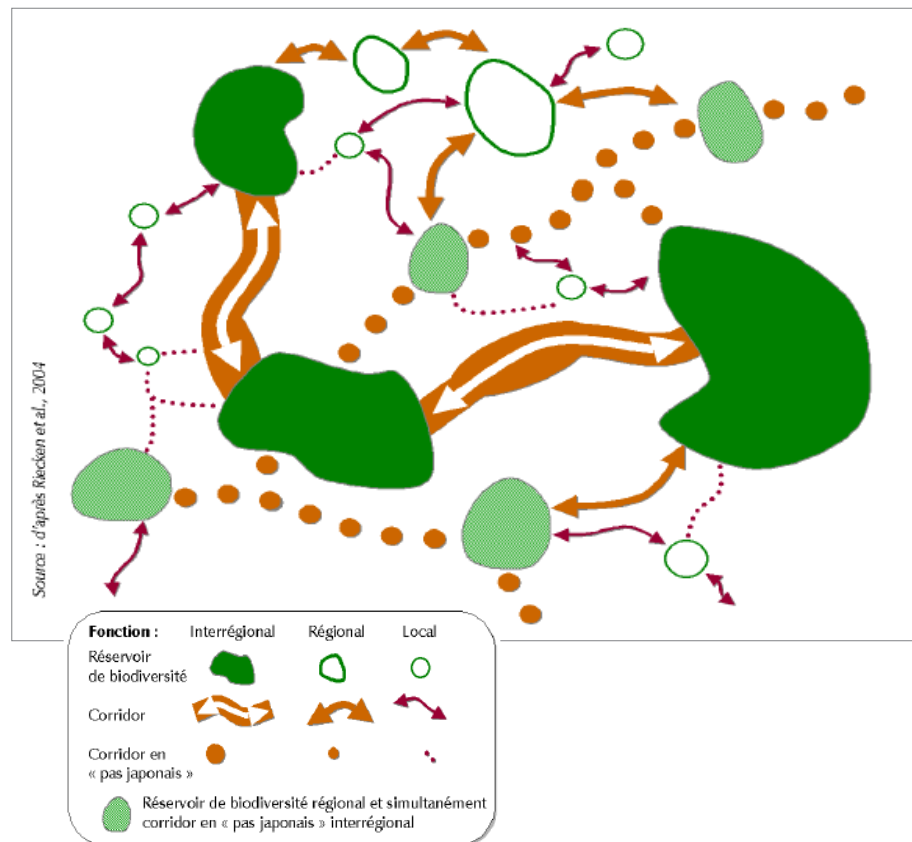 Source : d'après Riecken et al., 2004
Fonction : Interrégional Régional Local
Réservoir
de biodiversité
Corridor
Corridor en
« pas japonais »
Réservoir de biodiversité régional et simultanément
corridor en « pas japonais » interrégional